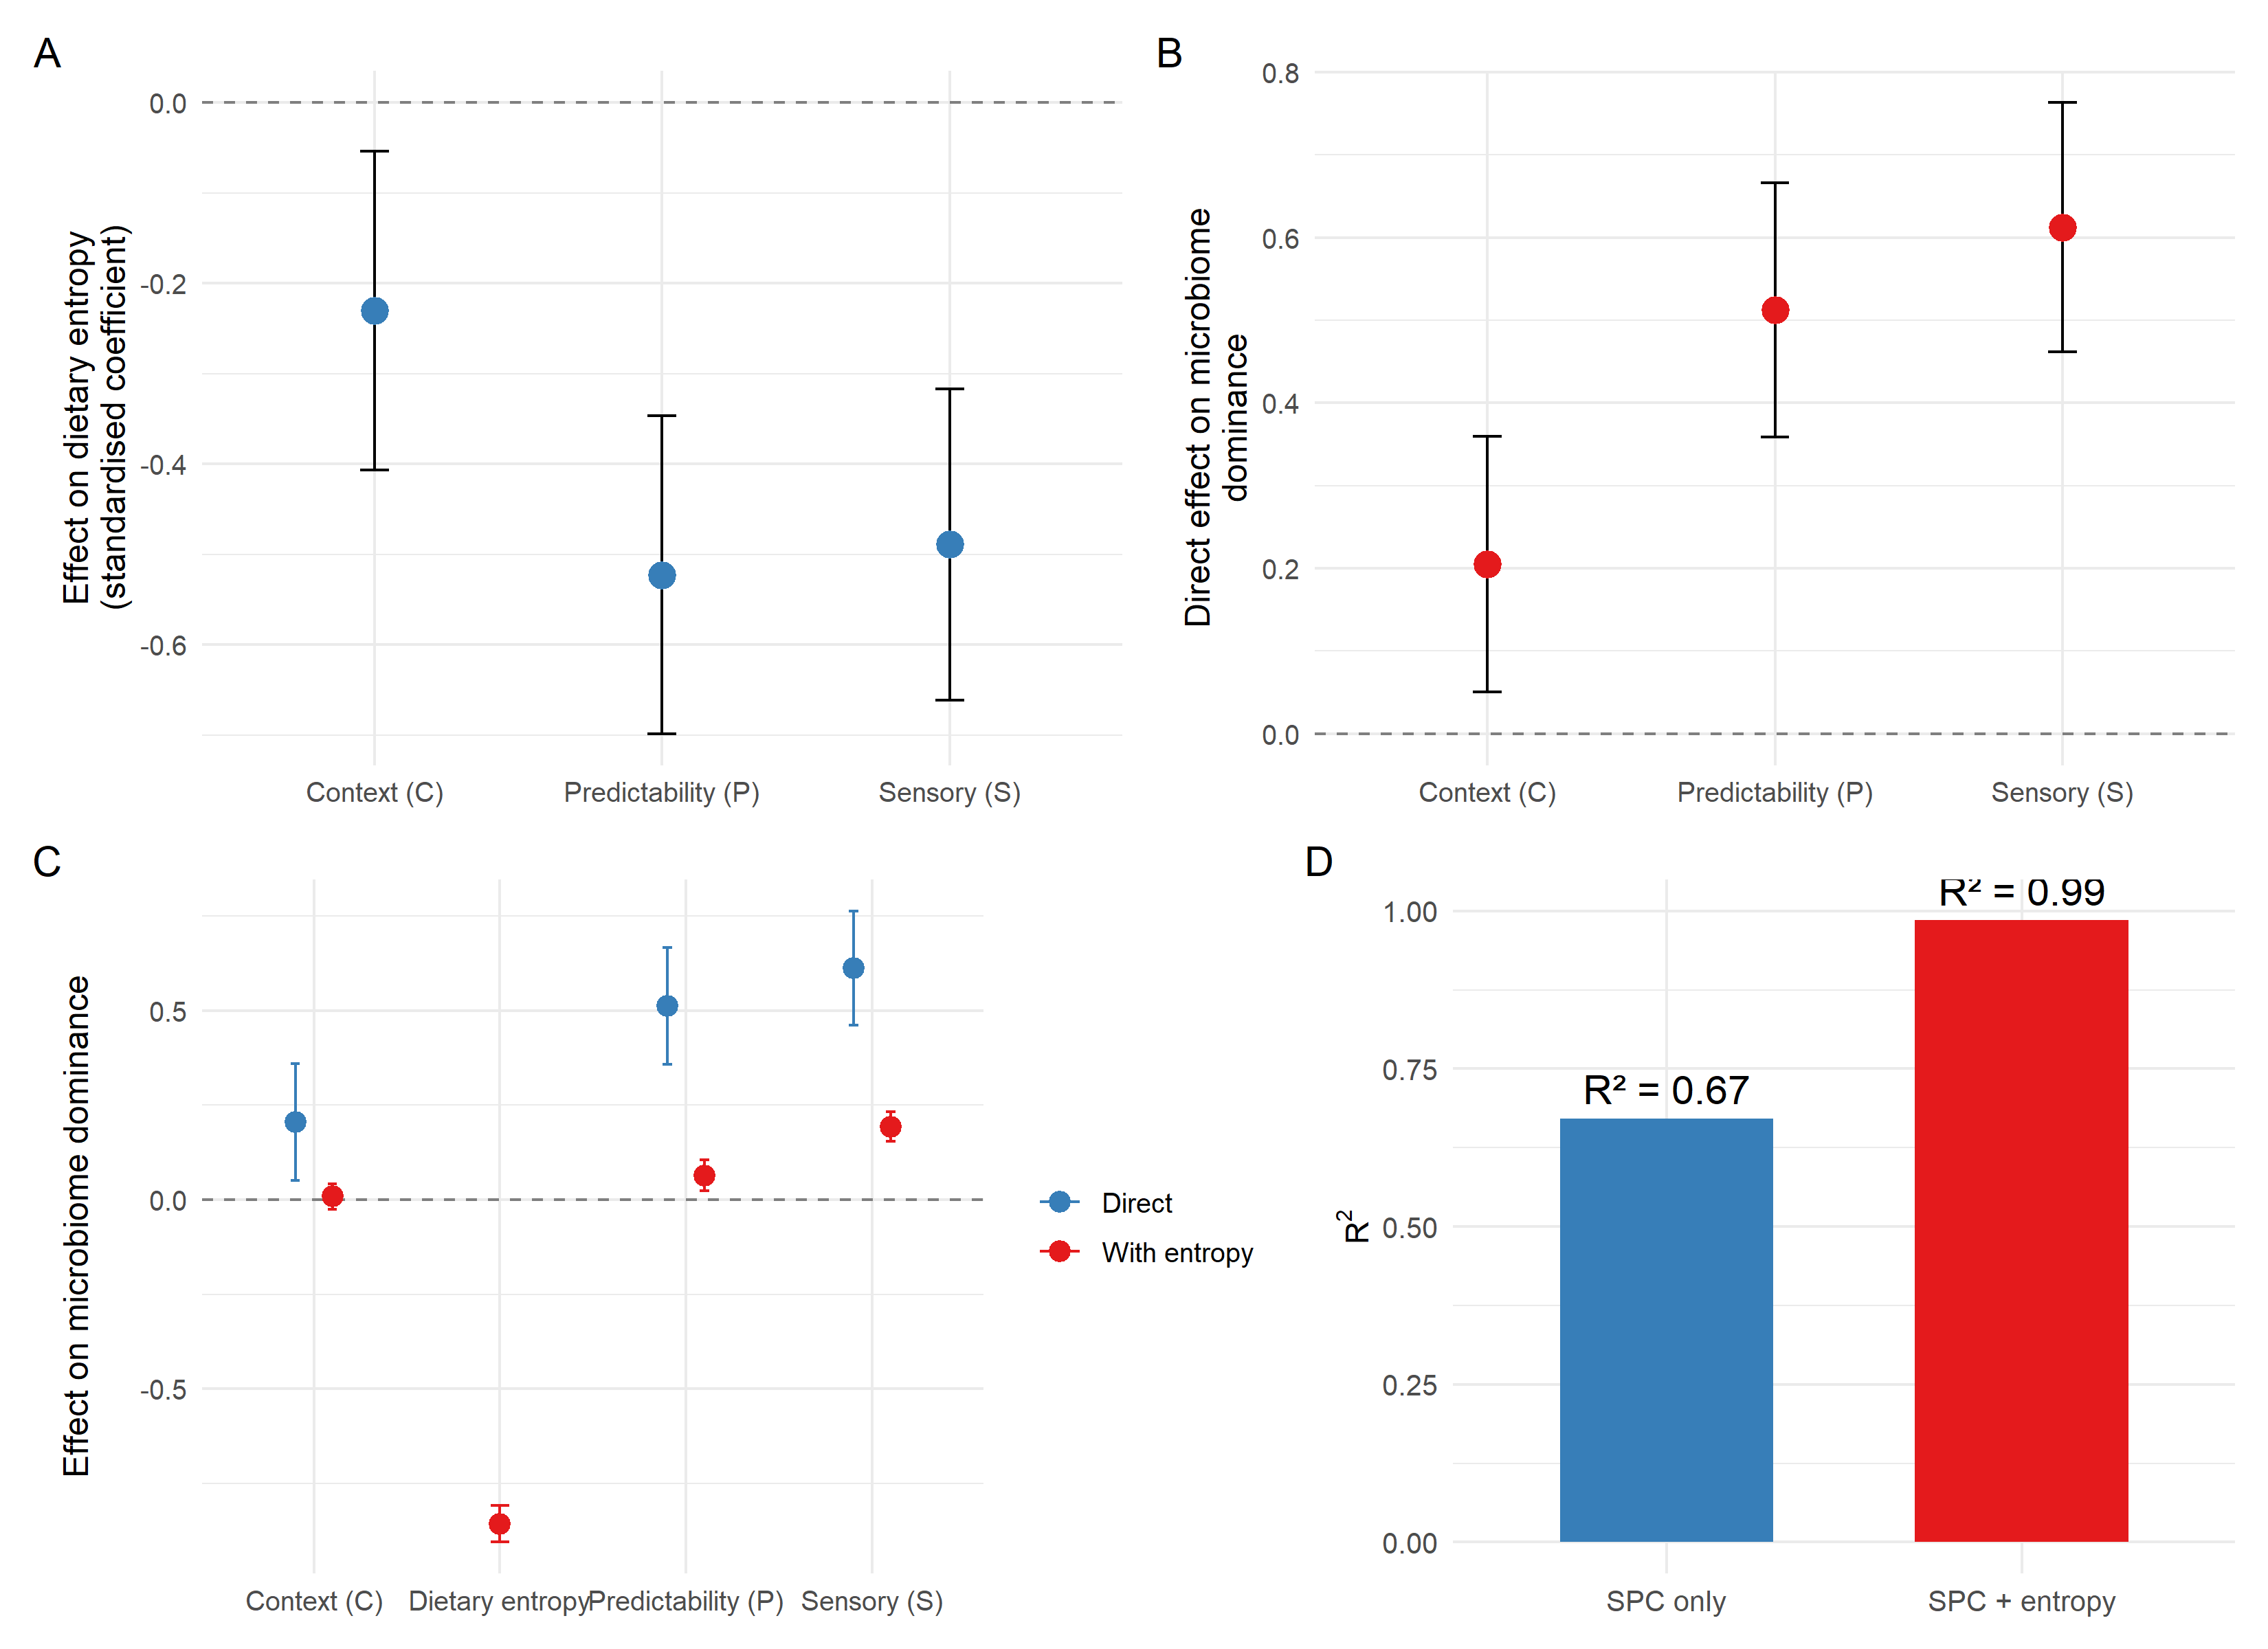 A
Effect on dietary entropy
(standardised coefficient)
0.0
-0.2
-0.4
-0.6
Context (C)
Predictability (P)
Sensory (S)
B
Direct effect on microbiome
dominance
0.8
0.6
0.4
0.2
0.0
Context (C)
Predictability (P)
Sensory (S)
C
Effect on microbiome dominance
0.5
0.0
-0.5
Context (C)
Dietary entropy
Predictability (P)
Sensory (S)
Direct
With entropy
D
R²
1.00
0.75
0.50
0.25
0.00
R² = 0.67
R² = 0.99
SPC only
SPC + entropy